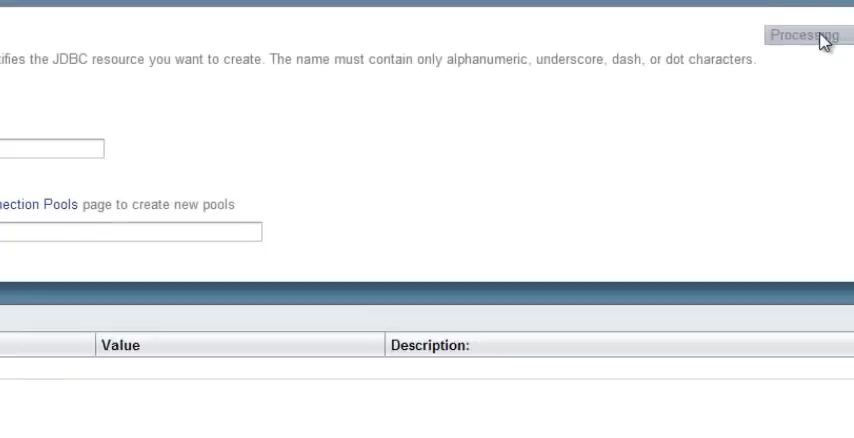 Processing
tifies the JDBC resource you want to create. The name must contain only alphanumeric, underscore, dash, or dot characters.
nection Pools page to create new pools
Value Description: